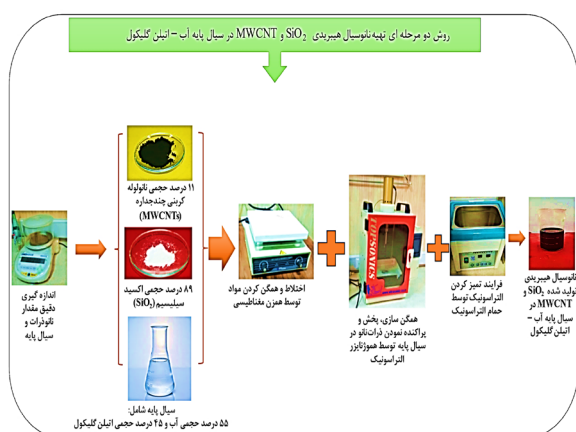 روش دو مرحله ای تهیه نانوسیال هیبریدی SiO2 و MWCNT در سیال پایه آب – اتیلن گلیکول
اندازه گیری
دقیق مقدار
نانوذرات و
سیال پایه
۱۱ درصد حجمی نانولوله
کربنی چندجداره
(MWCNTs)
۸۹ درصد حجمی اکسید
سیلیسیم (SiO2)
سیال پایه شامل:
۵۵ درصد حجمی آب و ۴۵ درصد حجمی اتیلن گلیکول
اختلاط و همگن کردن مواد
توسط همزن مغناطیسی
TOPSONICS
همگن سازی، پخش و
پراکنده نمودن ذرات‌نانو در
سیال پایه توسط هموژنایزر
التراسونیک
فرایند تمیز کردن
التراسونیک توسط
حمام التراسونیک
نانوسیال هیبریدی
تولید شده SiO2 و
MWCNT در
سیال پایه آب –
اتیلن گلیکول